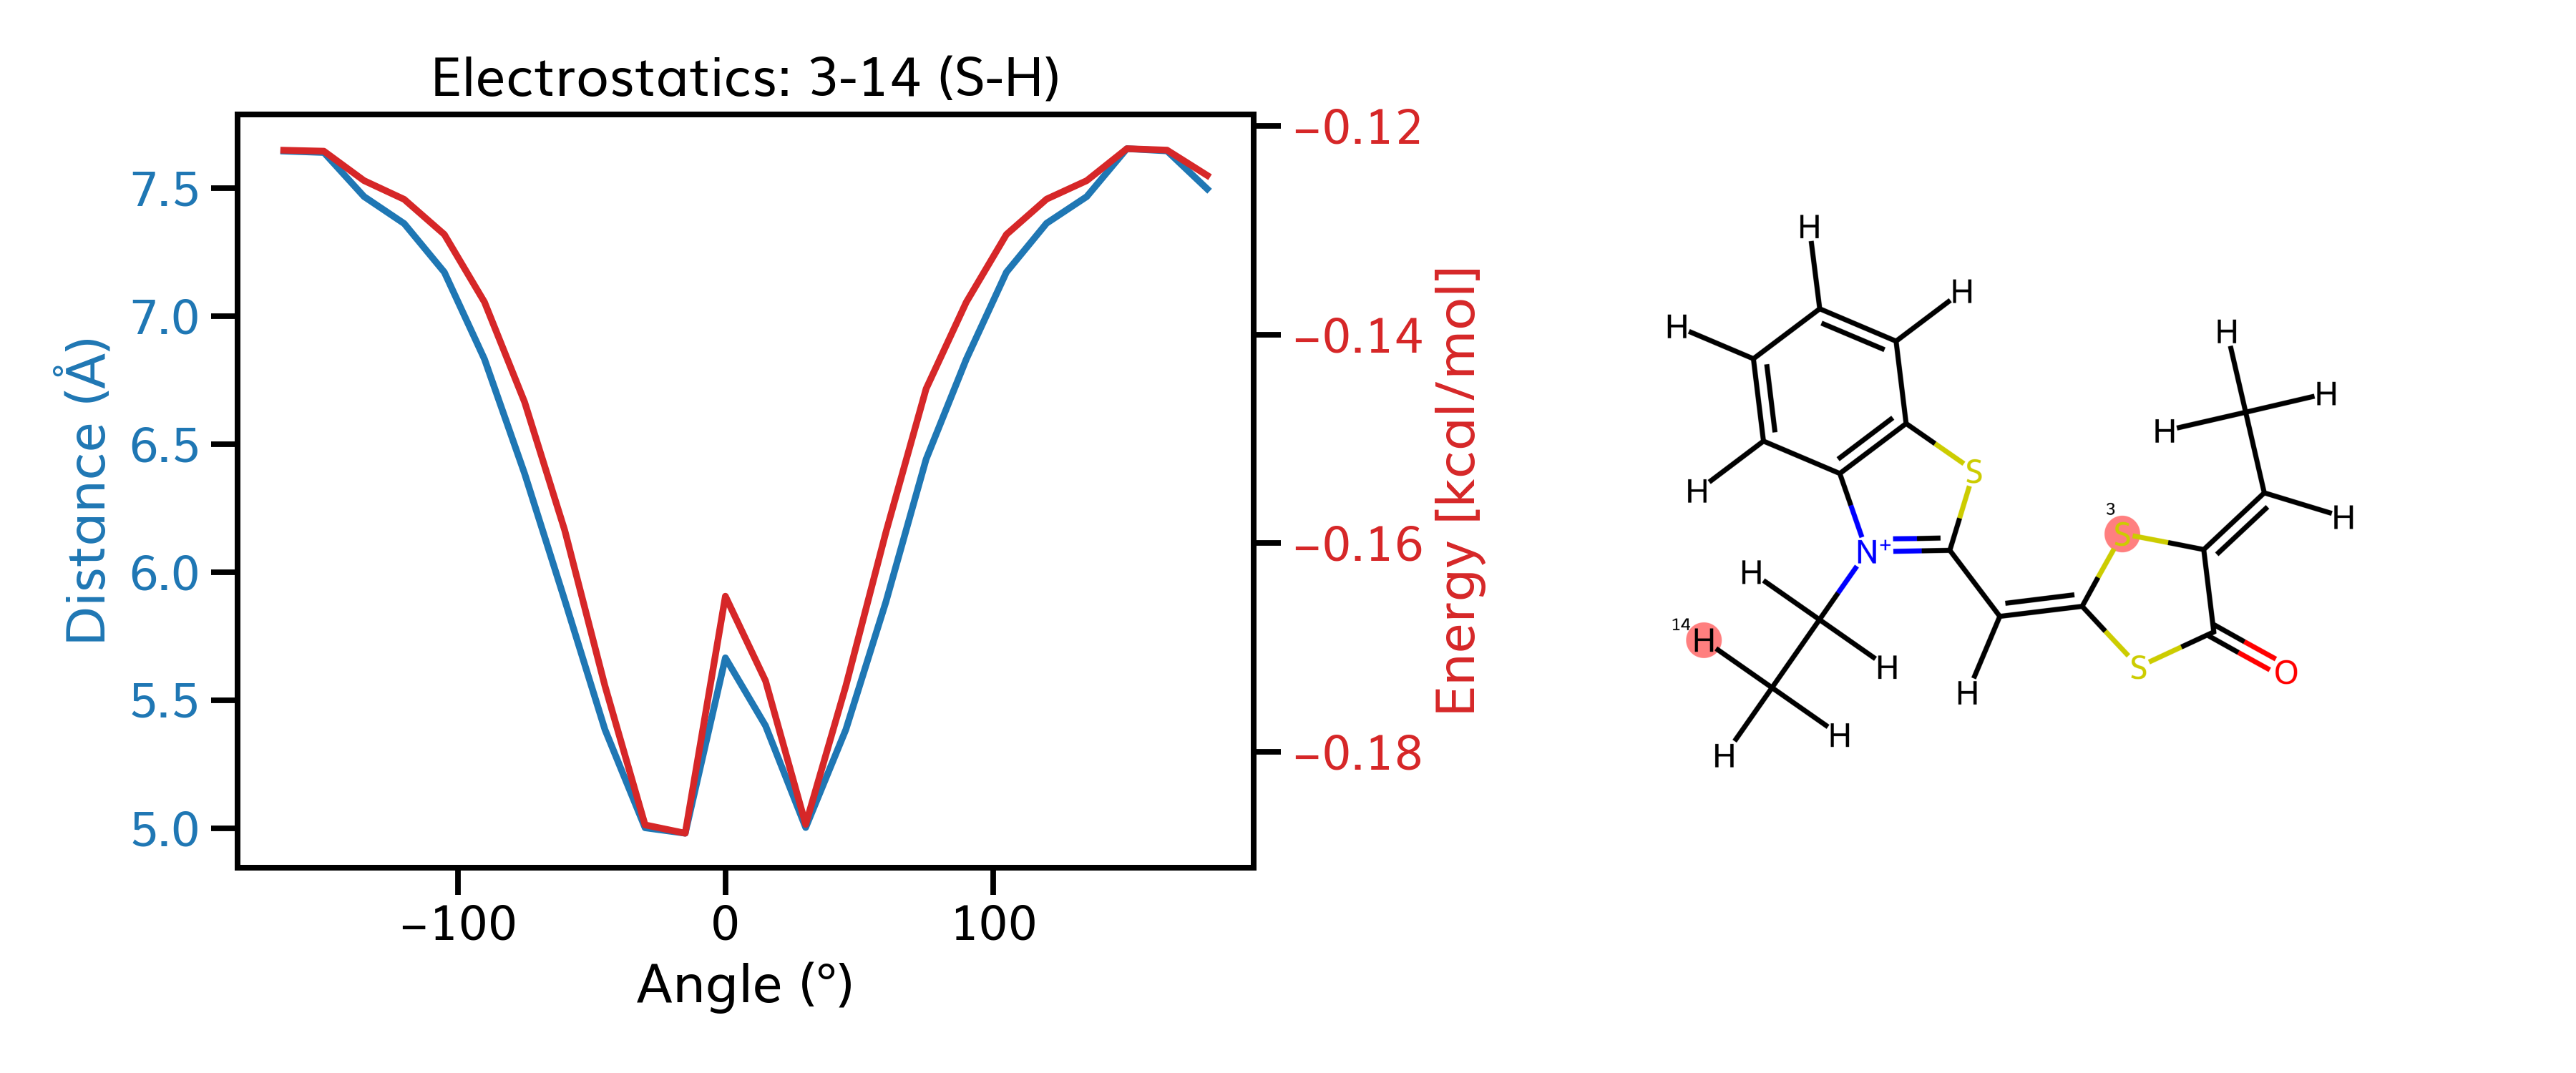 Electrostatics: 3-14 (S-H)
Distance (Å)
7.5
7.0
6.5
6.0
5.5
5.0
−100
0
100
Angle (°)
−0.12
−0.14
−0.16
−0.18
Energy [kcal/mol]
H
H
H
H
H
H
H
S
H
3
S
H
N+
H
14
H
H
S
O
H
H
H